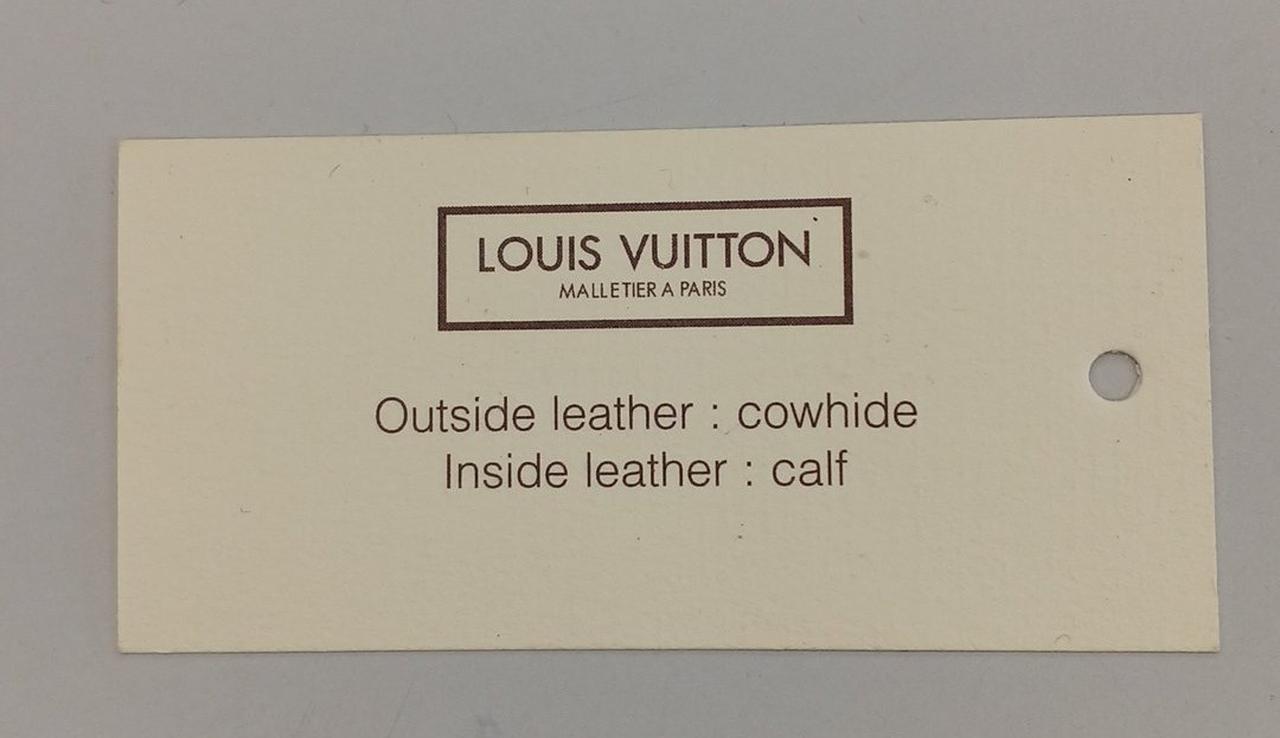 LOUIS VUITTON
MALLETIER A PARIS
Outside leather : cowhide
Inside leather : calf